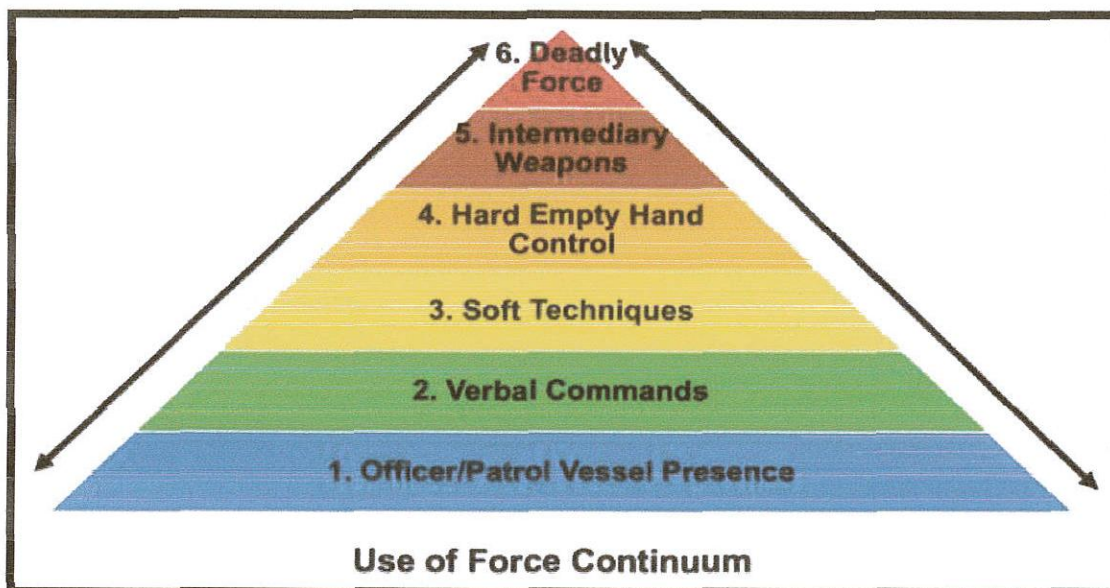 6. Deadly
Force
5. Intermediary
Weapons
4. Hard Empty Hand
Control
3. Soft Techniques
2. Verbal Commands
1. Officer/Patrol Vessel Presence
Use of Force Continuum